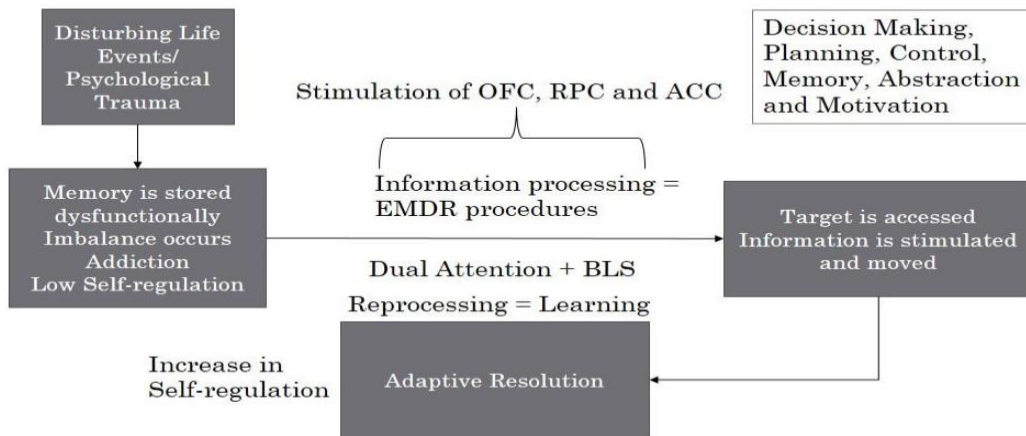 Disturbing Life
Events/
Psychological
Trauma
Decision Making,
Planning, Control,
Memory, Abstraction
and Motivation
Stimulation of OFC, RPC and ACC
Memory is stored
dysfunctionally
Imbalance occurs
Addiction
Low Self-regulation
Information processing =
EMDR procedures
Target is accessed
Information is stimulated
and moved
Dual Attention + BLS
Reprocessing = Learning
Increase in
Self-regulation
Adaptive Resolution